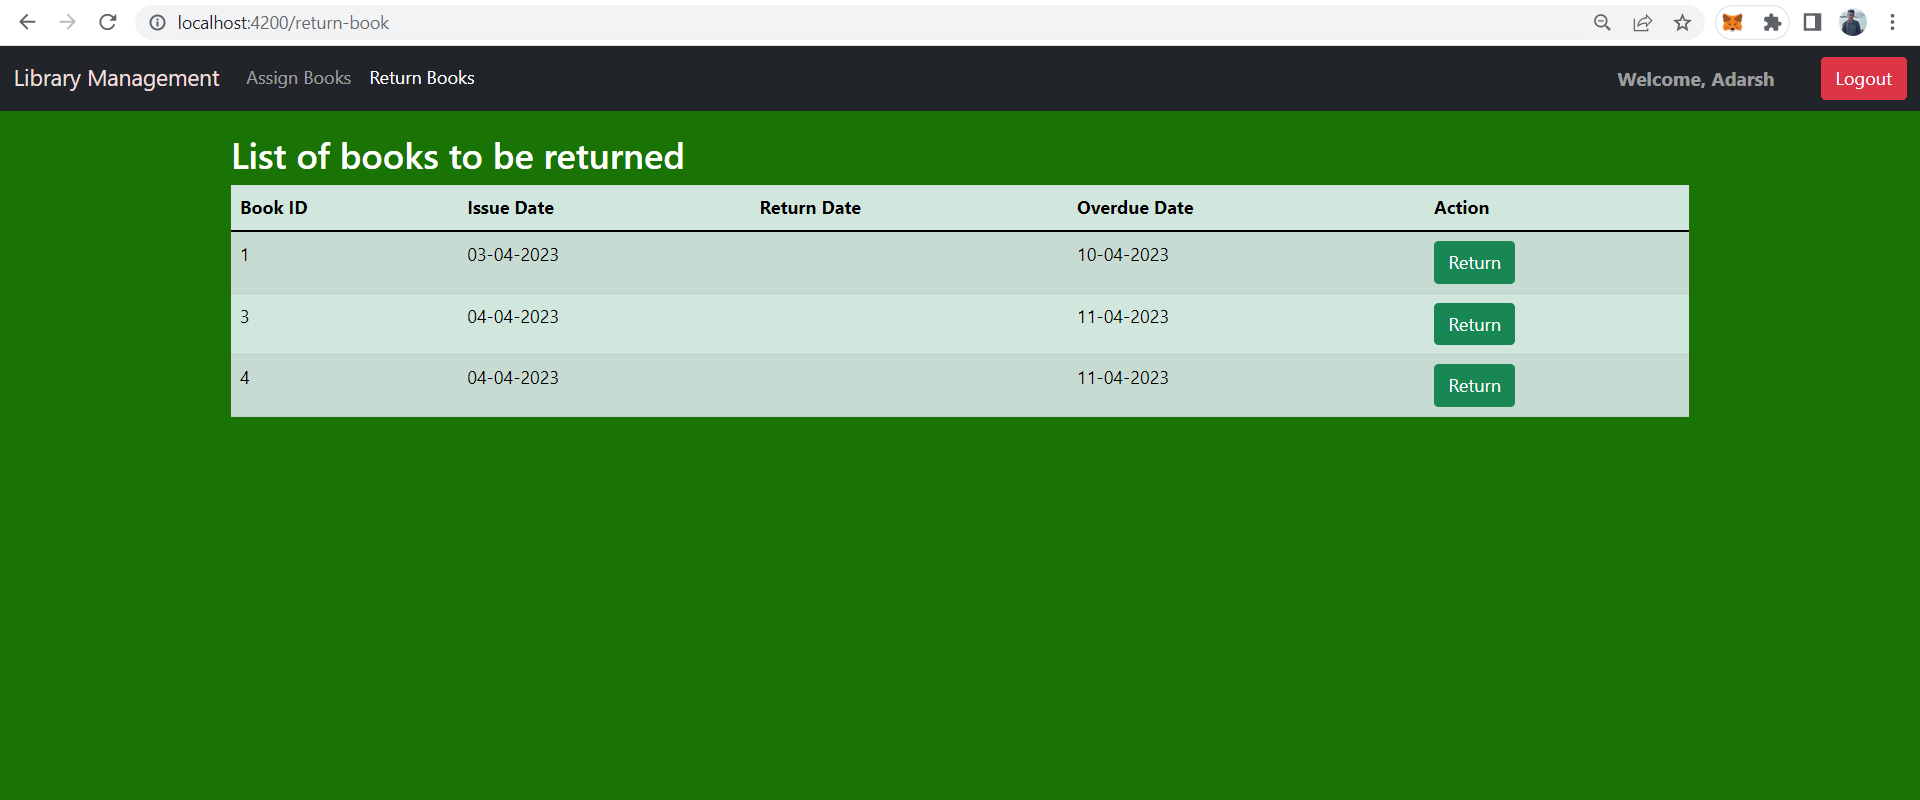 localhost:4200/return-book
Library Management Assign Books Return Books Welcome, Adarsh Logout
List of books to be returned
Book ID Issue Date Return Date Overdue Date Action
1 03-04-2023 10-04-2023 Return
3 04-04-2023 11-04-2023 Return
4 04-04-2023 11-04-2023 Return